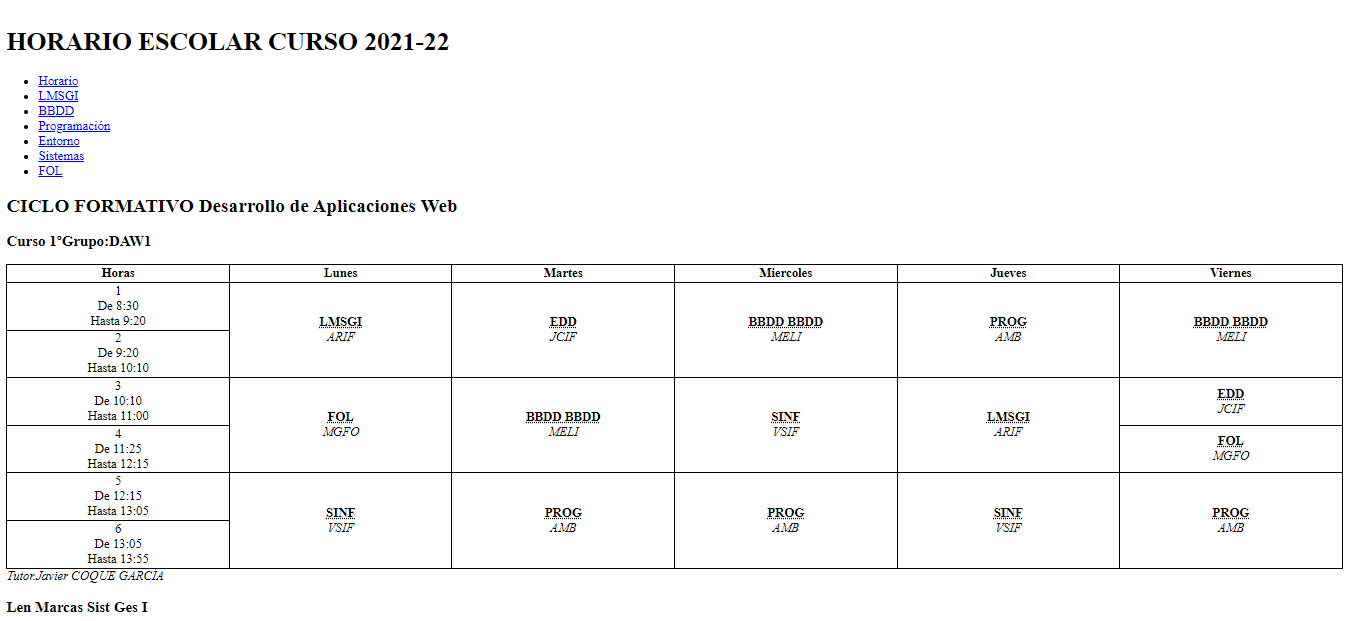 HORARIO ESCOLAR CURSO 2021-22
Horario
LMSGI
BBDD
Programación
Entorno
Sistemas
FOL
CICLO FORMATIVO Desarrollo de Aplicaciones Web
Curso 1ºGrupo:DAW1
Horas Lunes Martes Miercoles Jueves Viernes
1
De 8:30
Hasta 9:20
LMSGI EDD BBDD BBDD PROG BBDD BBDD
ARIF JCIF MELI AMB MELI
2
De 9:20
Hasta 10:10
3
De 10:10
Hasta 11:00
EDD
JCIF
FOL BBDD BBDD SINF LMSGI
MGFO MELI VSIF ARIF
4
De 11:25
Hasta 12:15
FOL
MGFO
5
De 12:15
Hasta 13:05
SINF PROG PROG SINF PROG
VSIF AMB AMB VSIF AMB
6
De 13:05
Hasta 13:55
Tutor.Javier COQUE GARCÍA
Len Marcas Sist Ges I